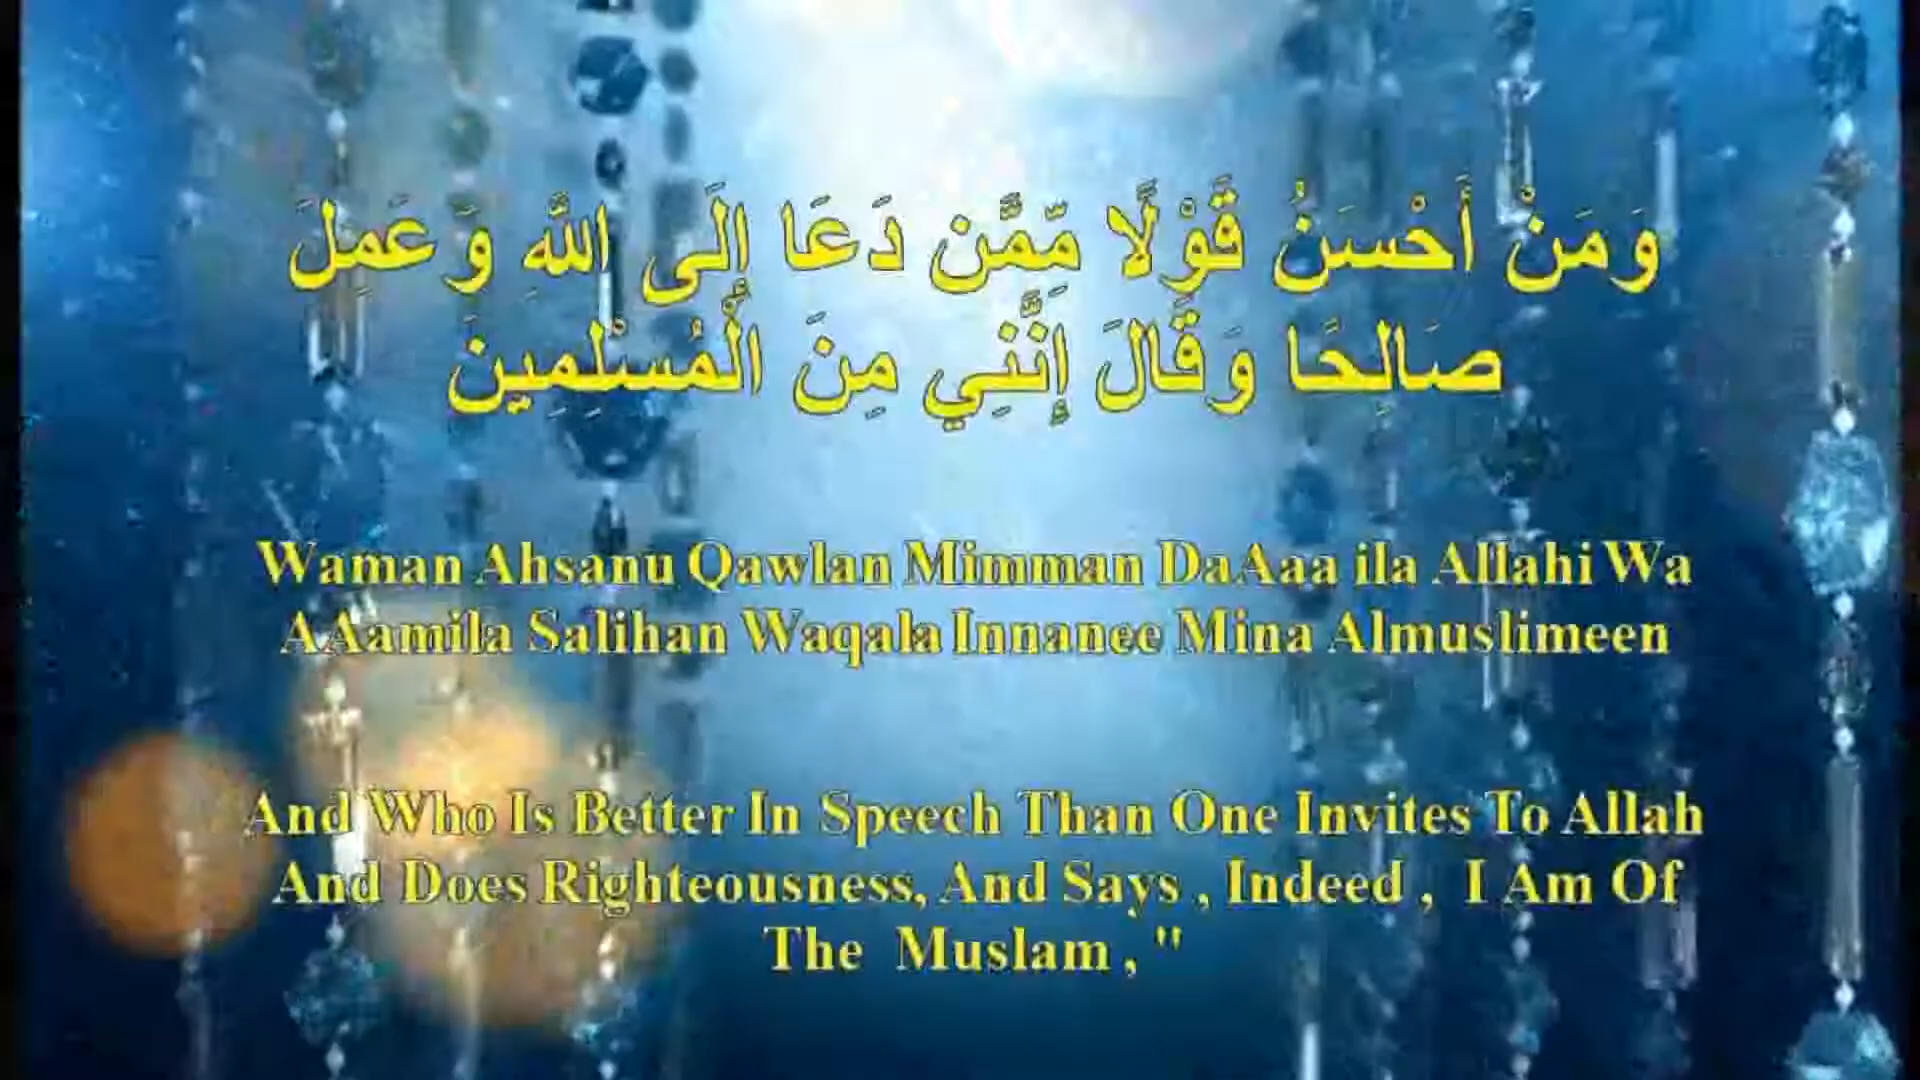 وَمَنْ أَحْسَنُ قَوْلًا مِّمَّن دَعَا إِلَى اللَّهِ وَعَمِلَ
صَالِحًا وَقَالَ إِنَّنِي مِنَ الْمُسْلِمِينَ
Waman Ahsanu Qawlan Mimman DaAaa ila Allahi Wa
AAamila Salihan Waqala Innanee Mina Almuslimeen
And Who Is Better In Speech Than One Invites To Allah
And Does Righteousness, And Says , Indeed ,  I Am Of
The  Muslam ,"